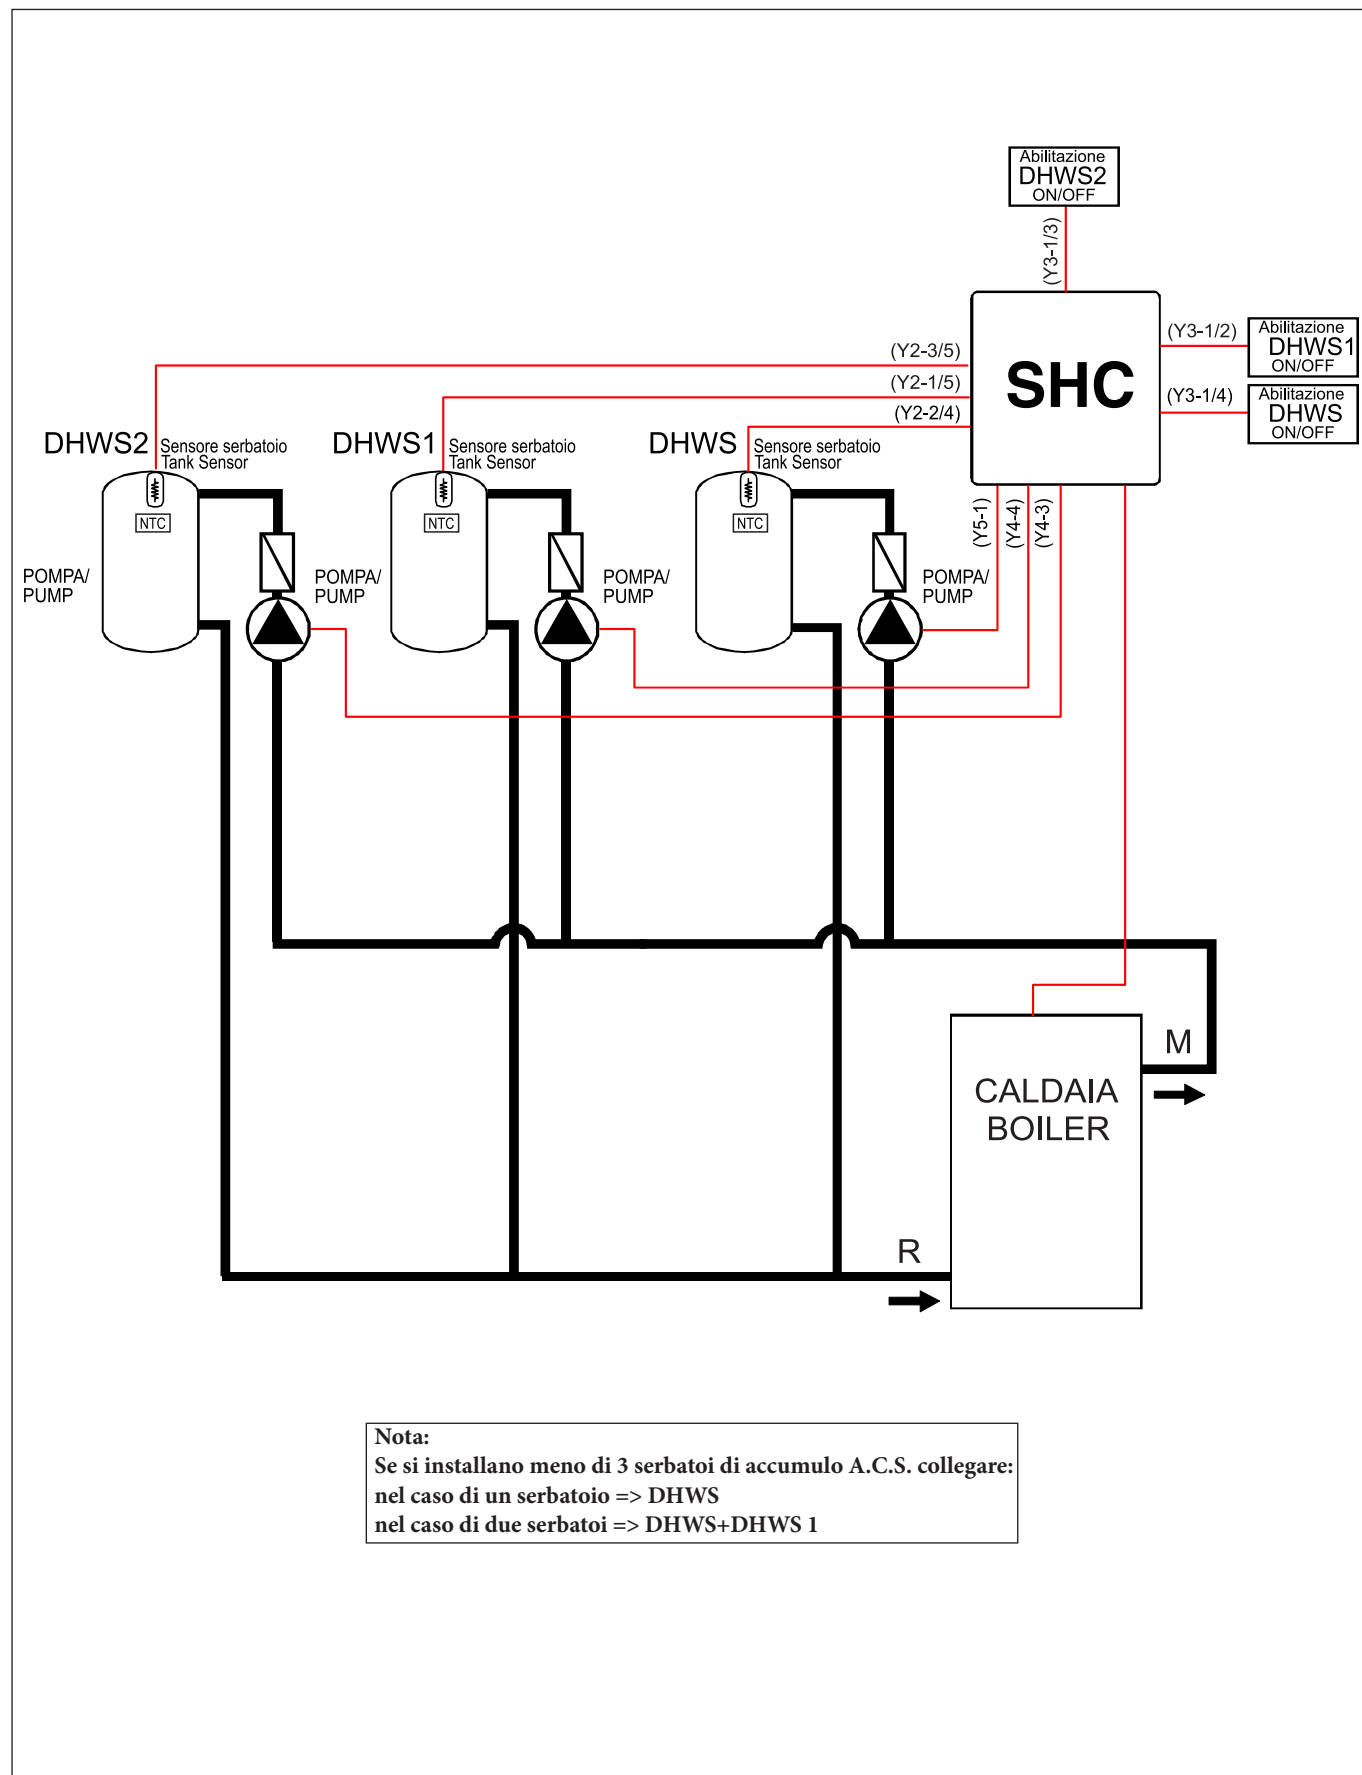 Abilitazione
DHWS2
ON/OFF
(Y3-1/3)
SHC
(Y3-1/2)
Abilitazione
DHWS1
ON/OFF
(Y3-1/4)
Abilitazione
DHWS
ON/OFF
(Y2-3/5)
(Y2-1/5)
(Y2-2/4)
DHWS2
Sensore serbatoio
Tank Sensor
DHWS1
Sensore serbatoio
Tank Sensor
DHWS
Sensore serbatoio
Tank Sensor
NTC
NTC
NTC
(Y5-1)
(Y4-4)
(Y4-3)
POMPA/
PUMP
POMPA/
PUMP
POMPA/
PUMP
POMPA/
PUMP
M
CALDAIA
BOILER
R
Nota:
Se si installano meno di 3 serbatoi di accumulo A.C.S. collegare:
nel caso di un serbatoio => DHWS
nel caso di due serbatoi => DHWS+DHWS 1